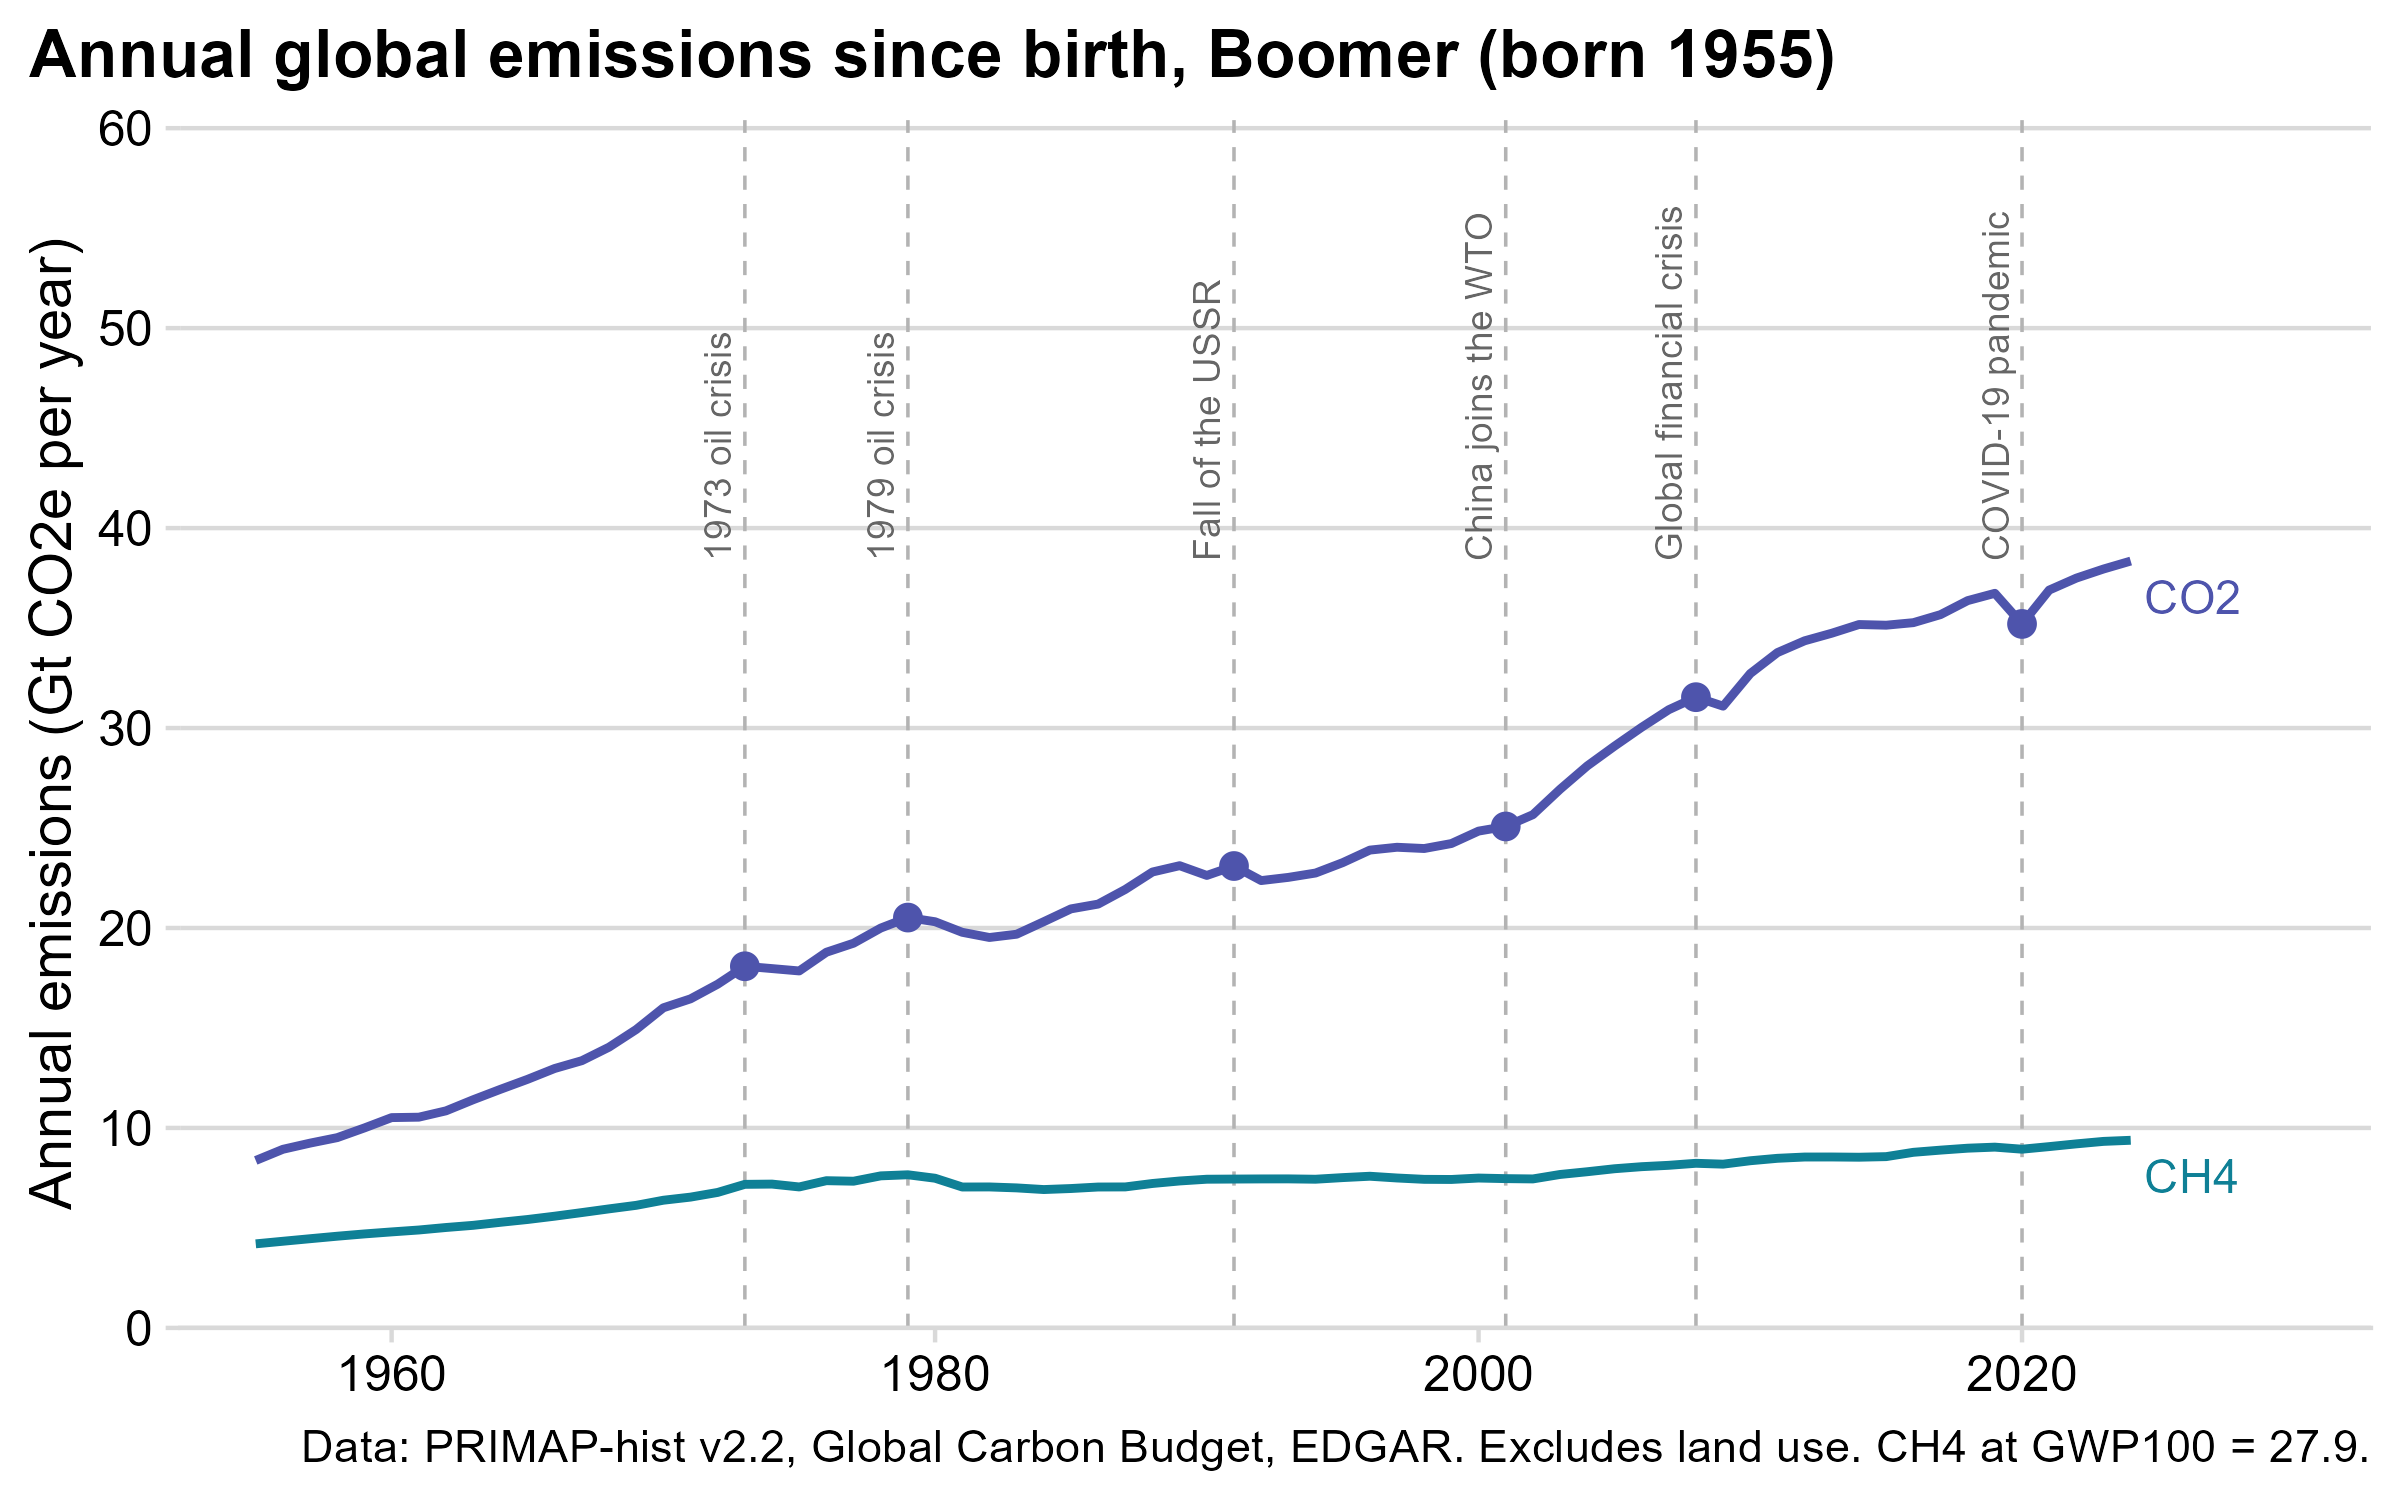 Annual global emissions since birth, Boomer (born 1955)
Annual emissions (Gt CO2e per year)
60
50
40
30
20
10
0
1973 oil crisis
1979 oil crisis
Fall of the USSR
China joins the WTO
Global financial crisis
COVID-19 pandemic
CO2
CH4
1960
1980
2000
2020
Data: PRIMAP-hist v2.2, Global Carbon Budget, EDGAR. Excludes land use. CH4 at GWP100 = 27.9.